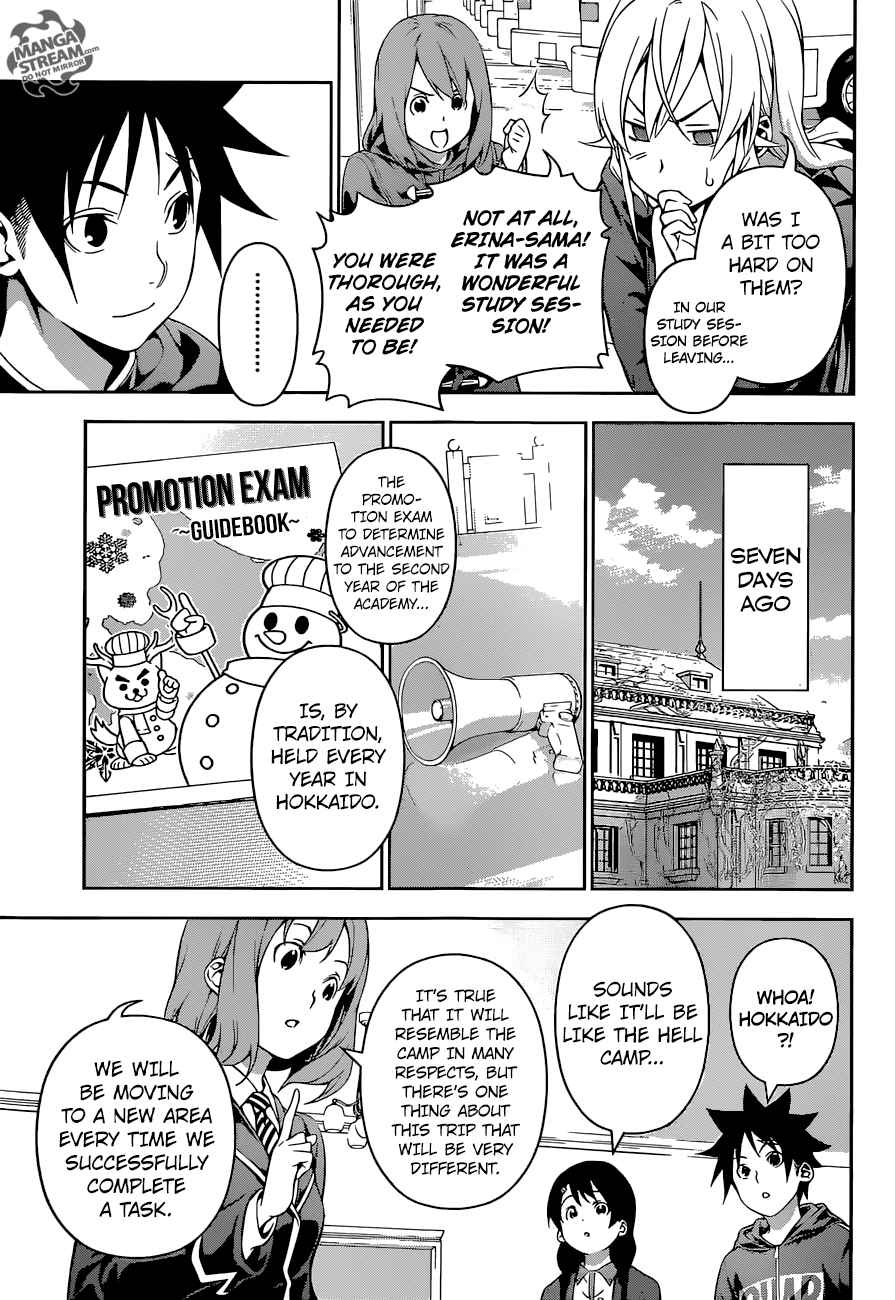 MANGA
STREAM.com
DO NOT MIRROR
WAS I
A BIT TOO
HARD ON
THEM?
IN OUR
STUDY SES-
SION BEFORE
LEAVING...
NOT AT ALL,
ERINA-SAMA!
IT WAS A
WONDERFUL
STUDY SES-
SION!
YOU WERE
THOROUGH,
AS YOU
NEEDED
TO BE!
..........
SEVEN
DAYS
AGO
THE
PROMO-
TION EXAM
TO DETERMINE
ADVANCEMENT
TO THE SECOND
YEAR OF THE
ACADEMY...
PROMOTION EXAM
~GUIDEBOOK~
IS, BY
TRADITION,
HELD EVERY
YEAR IN
HOKKAIDO.
WHOA!
HOKKAIDO
?!
SOUNDS
LIKE IT'LL BE
LIKE THE HELL
CAMP...
IT'S TRUE
THAT IT WILL
RESEMBLE THE
CAMP IN MANY
RESPECTS, BUT
THERE'S ONE
THING ABOUT
THIS TRIP THAT
WILL BE VERY
DIFFERENT.
WE WILL
BE MOVING
TO A NEW AREA
EVERY TIME WE
SUCCESSFULLY
COMPLETE
A TASK.